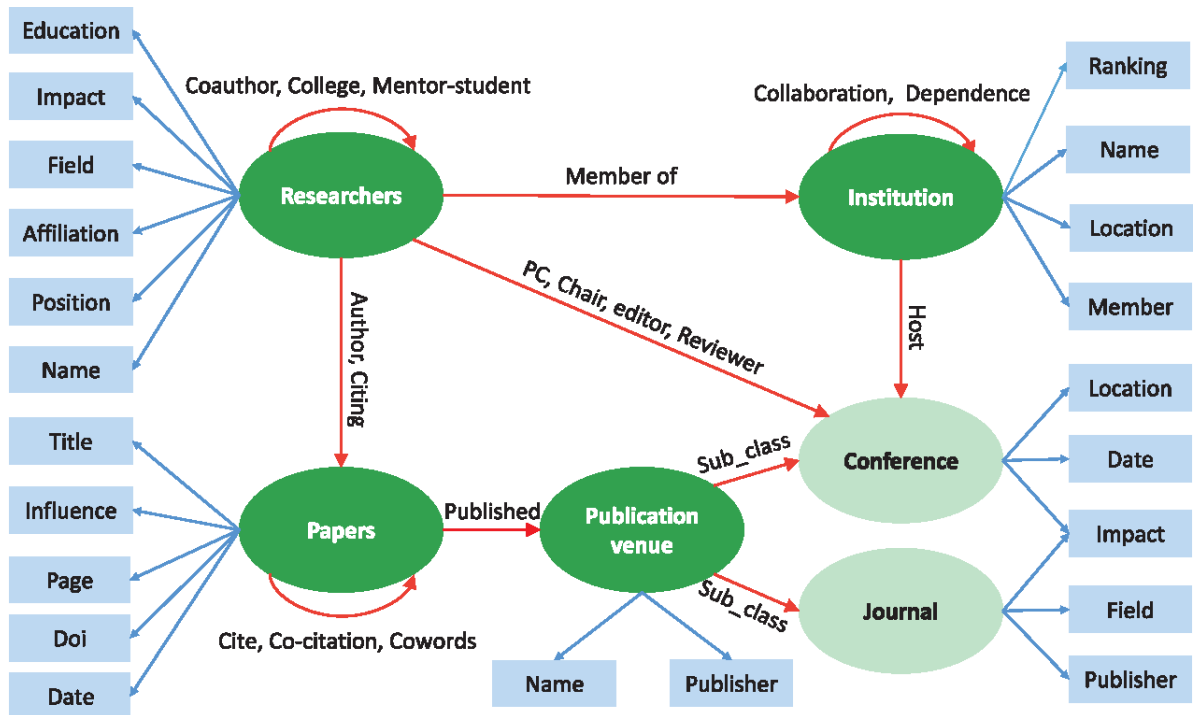 Education
Impact
Field
Affiliation
Position
Name
Coauthor, College, Mentor-student
Researchers
Member of
Collaboration, Dependence
Institution
Ranking
Name
Location
Member
Author, Citing
PC, Chair, editor, Reviewer
Host
Title
Influence
Page
Doi
Date
Papers
Cite, Co-citation, Cowords
Published
Publication
venue
Name
Publisher
Sub_class
Conference
Sub_class
Journal
Location
Date
Impact
Field
Publisher